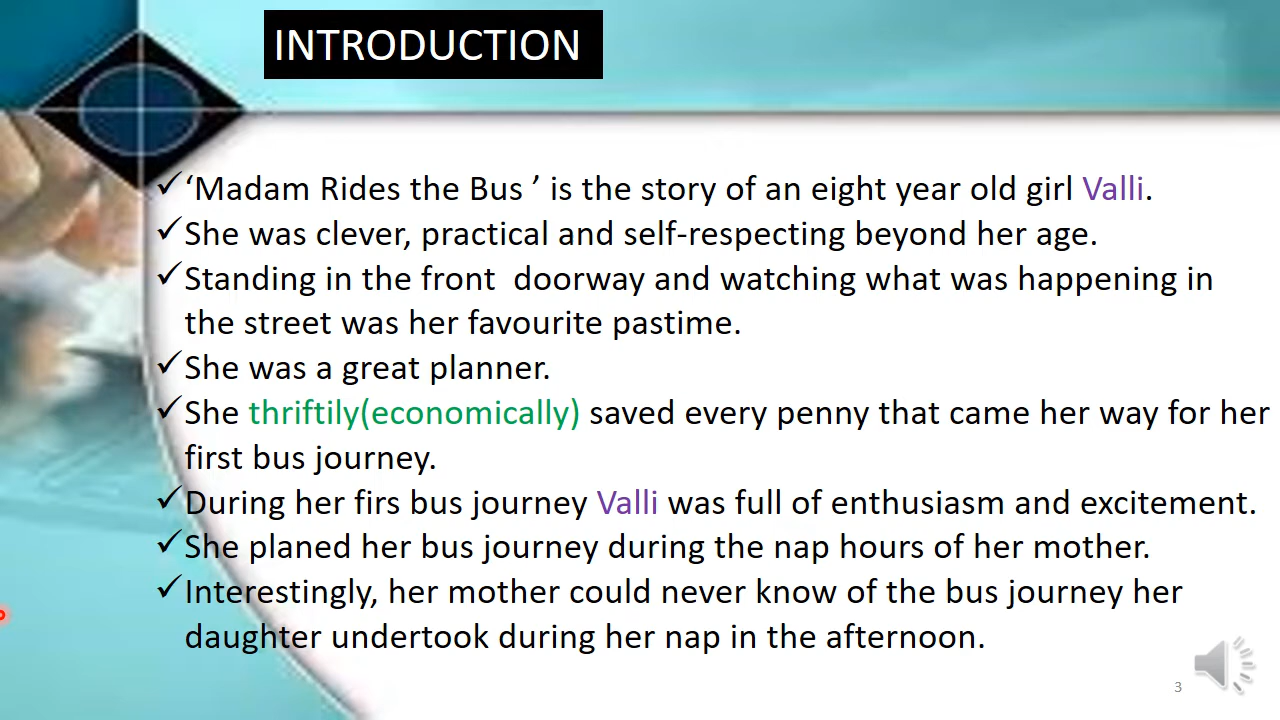 INTRODUCTION
✓‘Madam Rides the Bus ’ is the story of an eight year old girl Valli.
✓She was clever, practical and self-respecting beyond her age.
✓Standing in the front  doorway and watching what was happening in
the street was her favourite pastime.
✓She was a great planner.
✓She thriftily(economically) saved every penny that came her way for her
first bus journey.
✓During her firs bus journey Valli was full of enthusiasm and excitement.
✓She planed her bus journey during the nap hours of her mother.
✓Interestingly, her mother could never know of the bus journey her
daughter undertook during her nap in the afternoon.
3